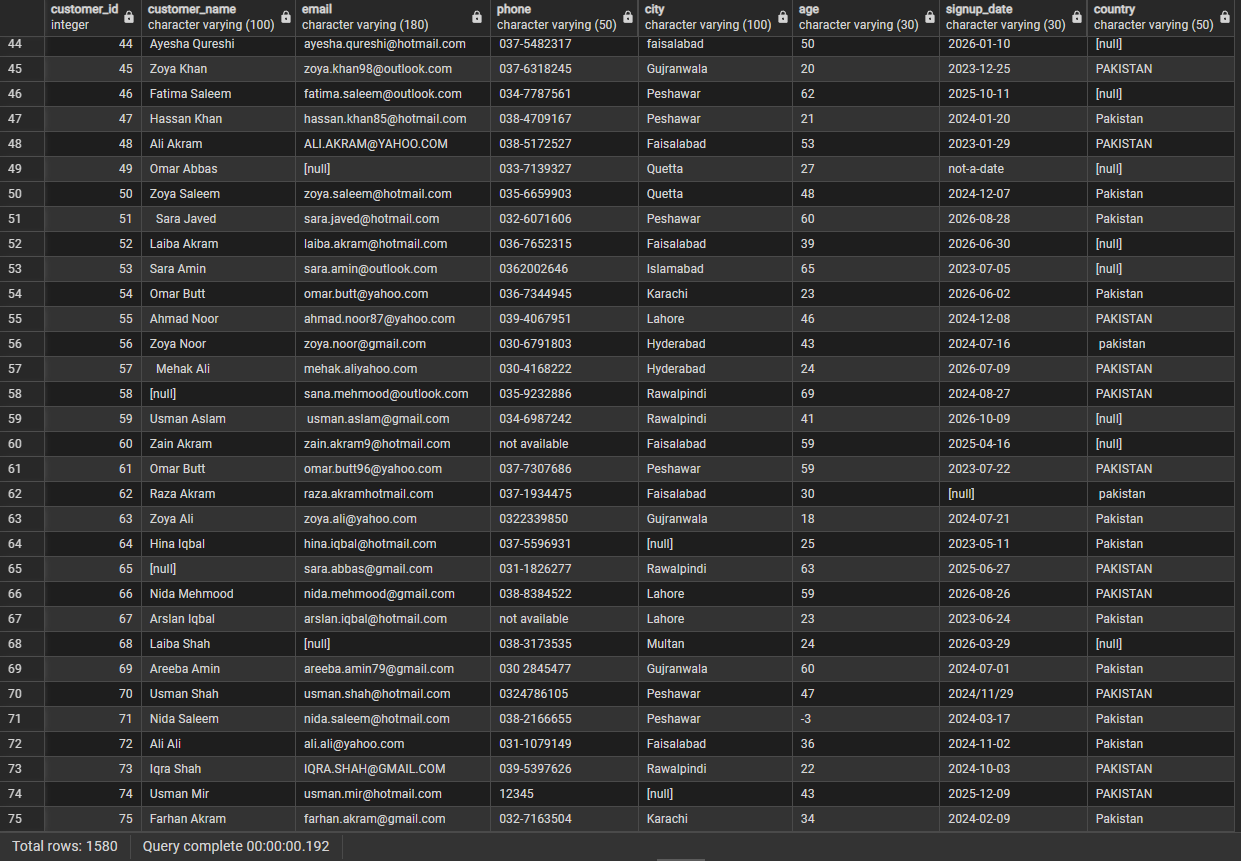 customer_id customer_name email phone city age signup_date country
integer character varying (100) character varying (180) character varying (50) character varying (100) character varying (30) character varying (30) character varying (50)
44 44 Ayesha Qureshi ayesha.qureshi@hotmail.com 037-5482317 faisalabad 50 2026-01-10 [null]
45 45 Zoya Khan zoya.khan98@outlook.com 037-6318245 Gujranwala 20 2023-12-25 PAKISTAN
46 46 Fatima Saleem fatima.saleem@outlook.com 034-7787561 Peshawar 62 2025-10-11 [null]
47 47 Hassan Khan hassan.khan85@hotmail.com 038-4709167 Peshawar 21 2024-01-20 Pakistan
48 48 Ali Akram ALI.AKRAM@YAHOO.COM 038-5172527 Faisalabad 53 2023-01-29 PAKISTAN
49 49 Omar Abbas [null] 033-7139327 Quetta 27 not-a-date [null]
50 50 Zoya Saleem zoya.saleem@hotmail.com 035-6659903 Quetta 48 2024-12-07 Pakistan
51 51 Sara Javed sara.javed@hotmail.com 032-6071606 Peshawar 60 2026-08-28 Pakistan
52 52 Laiba Akram laiba.akram@hotmail.com 036-7652315 Faisalabad 39 2026-06-30 [null]
53 53 Sara Amin sara.amin@outlook.com 0362002646 Islamabad 65 2023-07-05 [null]
54 54 Omar Butt omar.butt@yahoo.com 036-7344945 Karachi 23 2026-06-02 Pakistan
55 55 Ahmad Noor ahmad.noor87@yahoo.com 039-4067951 Lahore 46 2024-12-08 PAKISTAN
56 56 Zoya Noor zoya.noor@gmail.com 030-6791803 Hyderabad 43 2024-07-16 pakistan
57 57 Mehak Ali mehak.aliyahoo.com 030-4168222 Hyderabad 24 2026-07-09 PAKISTAN
58 58 [null] sana.mehmood@outlook.com 035-9232886 Rawalpindi 69 2024-08-27 PAKISTAN
59 59 Usman Aslam usman.aslam@gmail.com 034-6987242 Rawalpindi 41 2026-10-09 [null]
60 60 Zain Akram zain.akram9@hotmail.com not available Faisalabad 59 2025-04-16 [null]
61 61 Omar Butt omar.butt96@yahoo.com 037-7307686 Peshawar 59 2023-07-22 PAKISTAN
62 62 Raza Akram raza.akramhotmail.com 037-1934475 Faisalabad 30 [null] pakistan
63 63 Zoya Ali zoya.ali@yahoo.com 0322339850 Gujranwala 18 2024-07-21 Pakistan
64 64 Hina Iqbal hina.iqbal@hotmail.com 037-5596931 [null] 25 2023-05-11 Pakistan
65 65 [null] sara.abbas@gmail.com 031-1826277 Rawalpindi 63 2025-06-27 PAKISTAN
66 66 Nida Mehmood nida.mehmood@gmail.com 038-8384522 Lahore 59 2026-08-26 PAKISTAN
67 67 Arslan Iqbal arslan.iqbal@hotmail.com not available Lahore 23 2023-06-24 Pakistan
68 68 Laiba Shah [null] 038-3173535 Multan 24 2026-03-29 [null]
69 69 Areeba Amin areeba.amin79@gmail.com 030 2845477 Gujranwala 60 2024-07-01 Pakistan
70 70 Usman Shah usman.shah@hotmail.com 0324786105 Peshawar 47 2024/11/29 PAKISTAN
71 71 Nida Saleem nida.saleem@hotmail.com 038-2166655 Peshawar -3 2024-03-17 Pakistan
72 72 Ali Ali ali.ali@yahoo.com 031-1079149 Faisalabad 36 2024-11-02 Pakistan
73 73 Iqra Shah IQRA.SHAH@GMAIL.COM 039-5397626 Rawalpindi 22 2024-10-03 PAKISTAN
74 74 Usman Mir usman.mir@hotmail.com 12345 [null] 43 2025-12-09 PAKISTAN
75 75 Farhan Akram farhan.akram@gmail.com 032-7163504 Karachi 34 2024-02-09 Pakistan
Total rows: 1580 Query complete 00:00:00.192